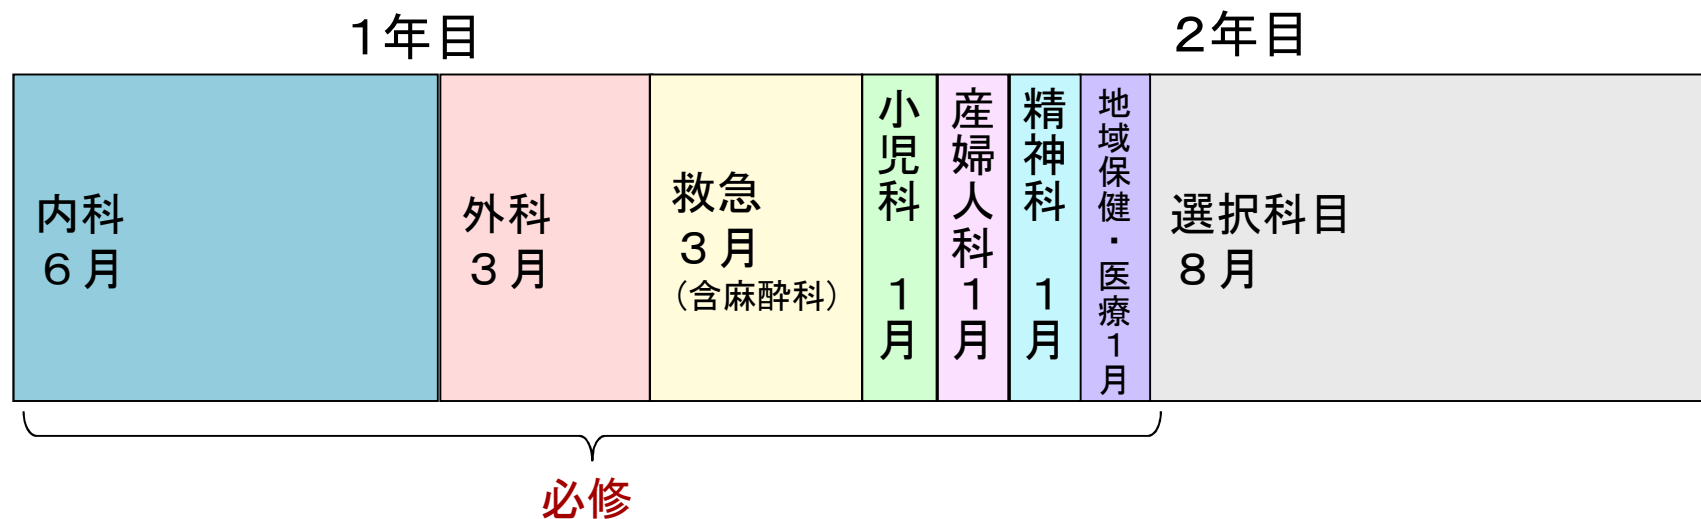 １年目
２年目
内科
６月
外科
３月
救急
３月
（含麻酔科）
小児科　１月
産婦人科１月
精神科　１月
地域保健・医療１月
選択科目
８月
必修